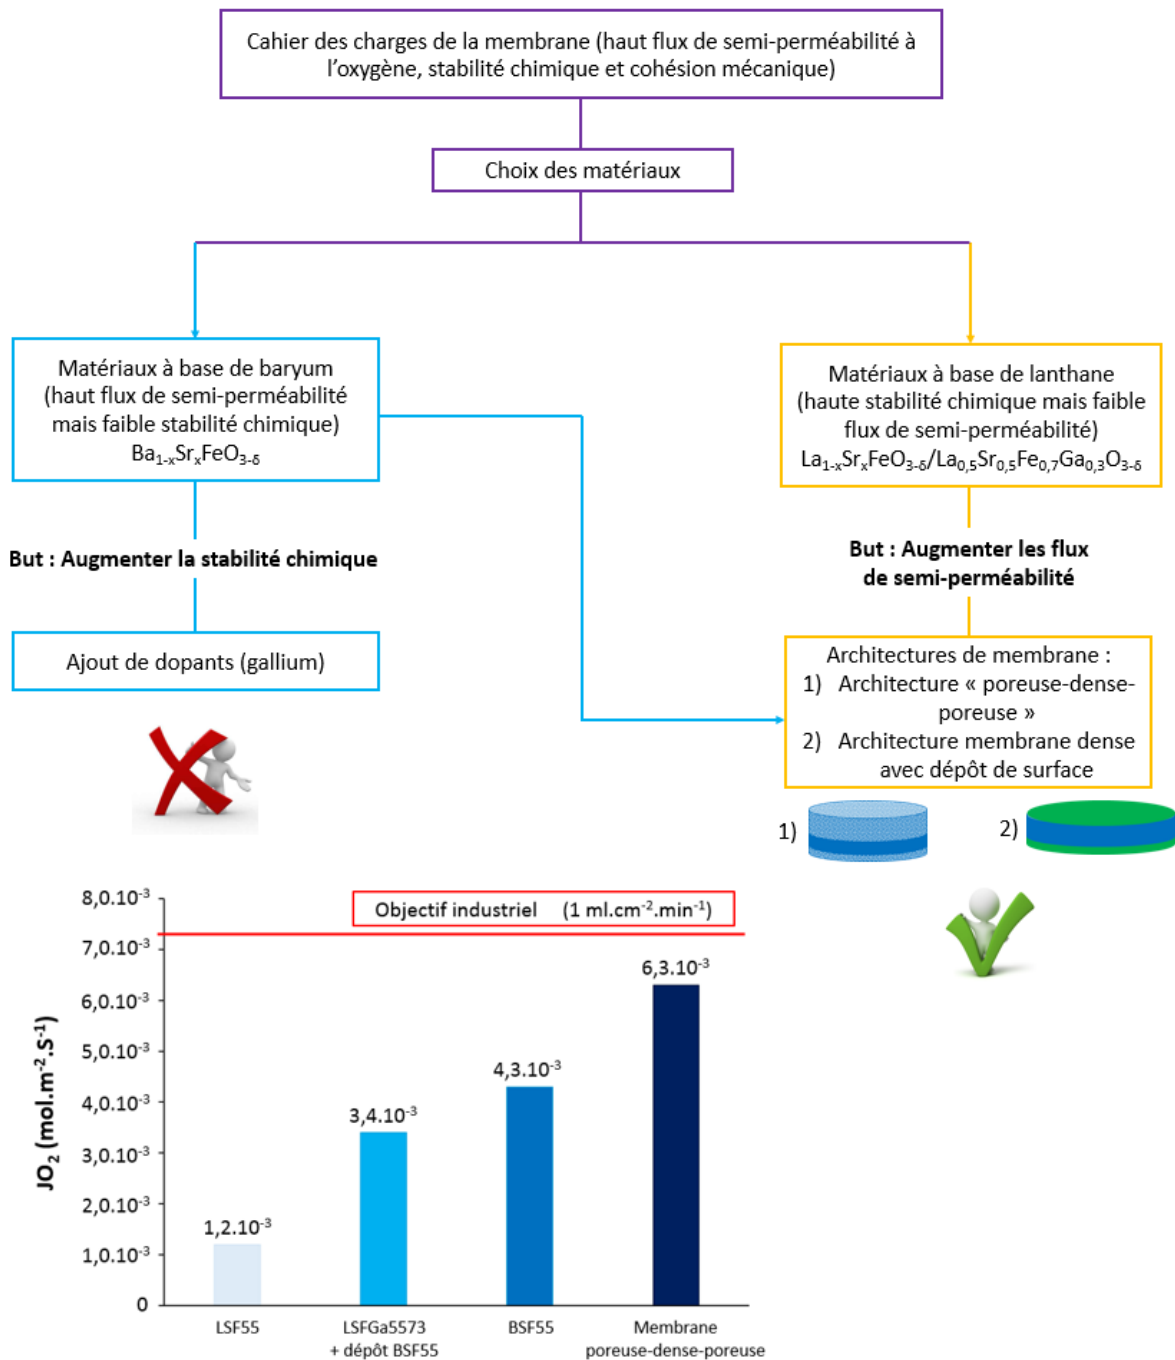 Cahier des charges de la membrane (haut flux de semi-perméabilité à
l'oxygène, stabilité chimique et cohésion mécanique)
Choix des matériaux
Matériaux à base de baryum
(haut flux de semi-perméabilité
mais faible stabilité chimique)
Ba₁₋ₓSrₓFeO₃₋δ
Matériaux à base de lanthane
(haute stabilité chimique mais faible
flux de semi-perméabilité)
La₁₋ₓSrₓFeO₃₋δ/La₀,₅Sr₀,₅Fe₀,₇Ga₀,₃O₃₋δ
But : Augmenter la stabilité chimique
But : Augmenter les flux
de semi-perméabilité
Ajout de dopants (gallium)
Architectures de membrane :
1) Architecture « poreuse-dense-
poreuse »
2) Architecture membrane dense
avec dépôt de surface
1)
2)
Objectif industriel (1 ml.cm⁻².min⁻¹)
JO₂ (mol.m⁻².S⁻¹)
8,0.10⁻³
7,0.10⁻³
6,0.10⁻³
5,0.10⁻³
4,0.10⁻³
3,0.10⁻³
2,0.10⁻³
1,0.10⁻³
0
1,2.10⁻³
3,4.10⁻³
4,3.10⁻³
6,3.10⁻³
LSF55
LSFGa5573
+ dépôt BSF55
BSF55
Membrane
poreuse-dense-poreuse